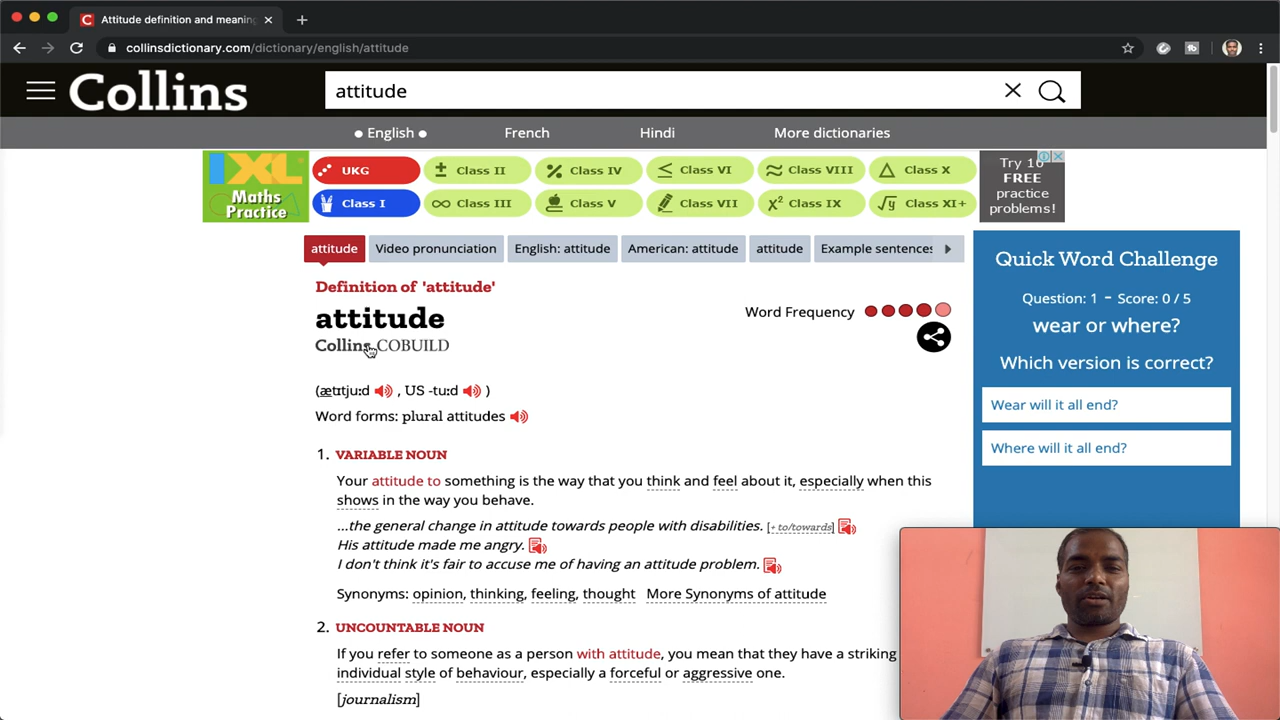 Attitude definition and meaning
collinsdictionary.com/dictionary/english/attitude
Collins
attitude
• English •
French
Hindi
More dictionaries
IXL
Maths
Practice
UKG
± Class II
% Class IV
≤ Class VI
≈ Class VIII
△ Class X
Try 10
FREE
practice
problems!
Class I
∞ Class III
Class V
Class VII
x² Class IX
√y Class XI+
attitude
Video pronunciation
English: attitude
American: attitude
attitude
Example sentences
Definition of 'attitude'
attitude
Collins COBUILD
Word Frequency
(ætɪtjuːd , US -tuːd )
Word forms: plural attitudes
1. VARIABLE NOUN
Your attitude to something is the way that you think and feel about it, especially when this
shows in the way you behave.
...the general change in attitude towards people with disabilities. [+ to/towards]
His attitude made me angry.
I don't think it's fair to accuse me of having an attitude problem.
Synonyms: opinion, thinking, feeling, thought More Synonyms of attitude
2. UNCOUNTABLE NOUN
If you refer to someone as a person with attitude, you mean that they have a striking
individual style of behaviour, especially a forceful or aggressive one.
[journalism]
Quick Word Challenge
Question: 1 - Score: 0 / 5
wear or where?
Which version is correct?
Wear will it all end?
Where will it all end?